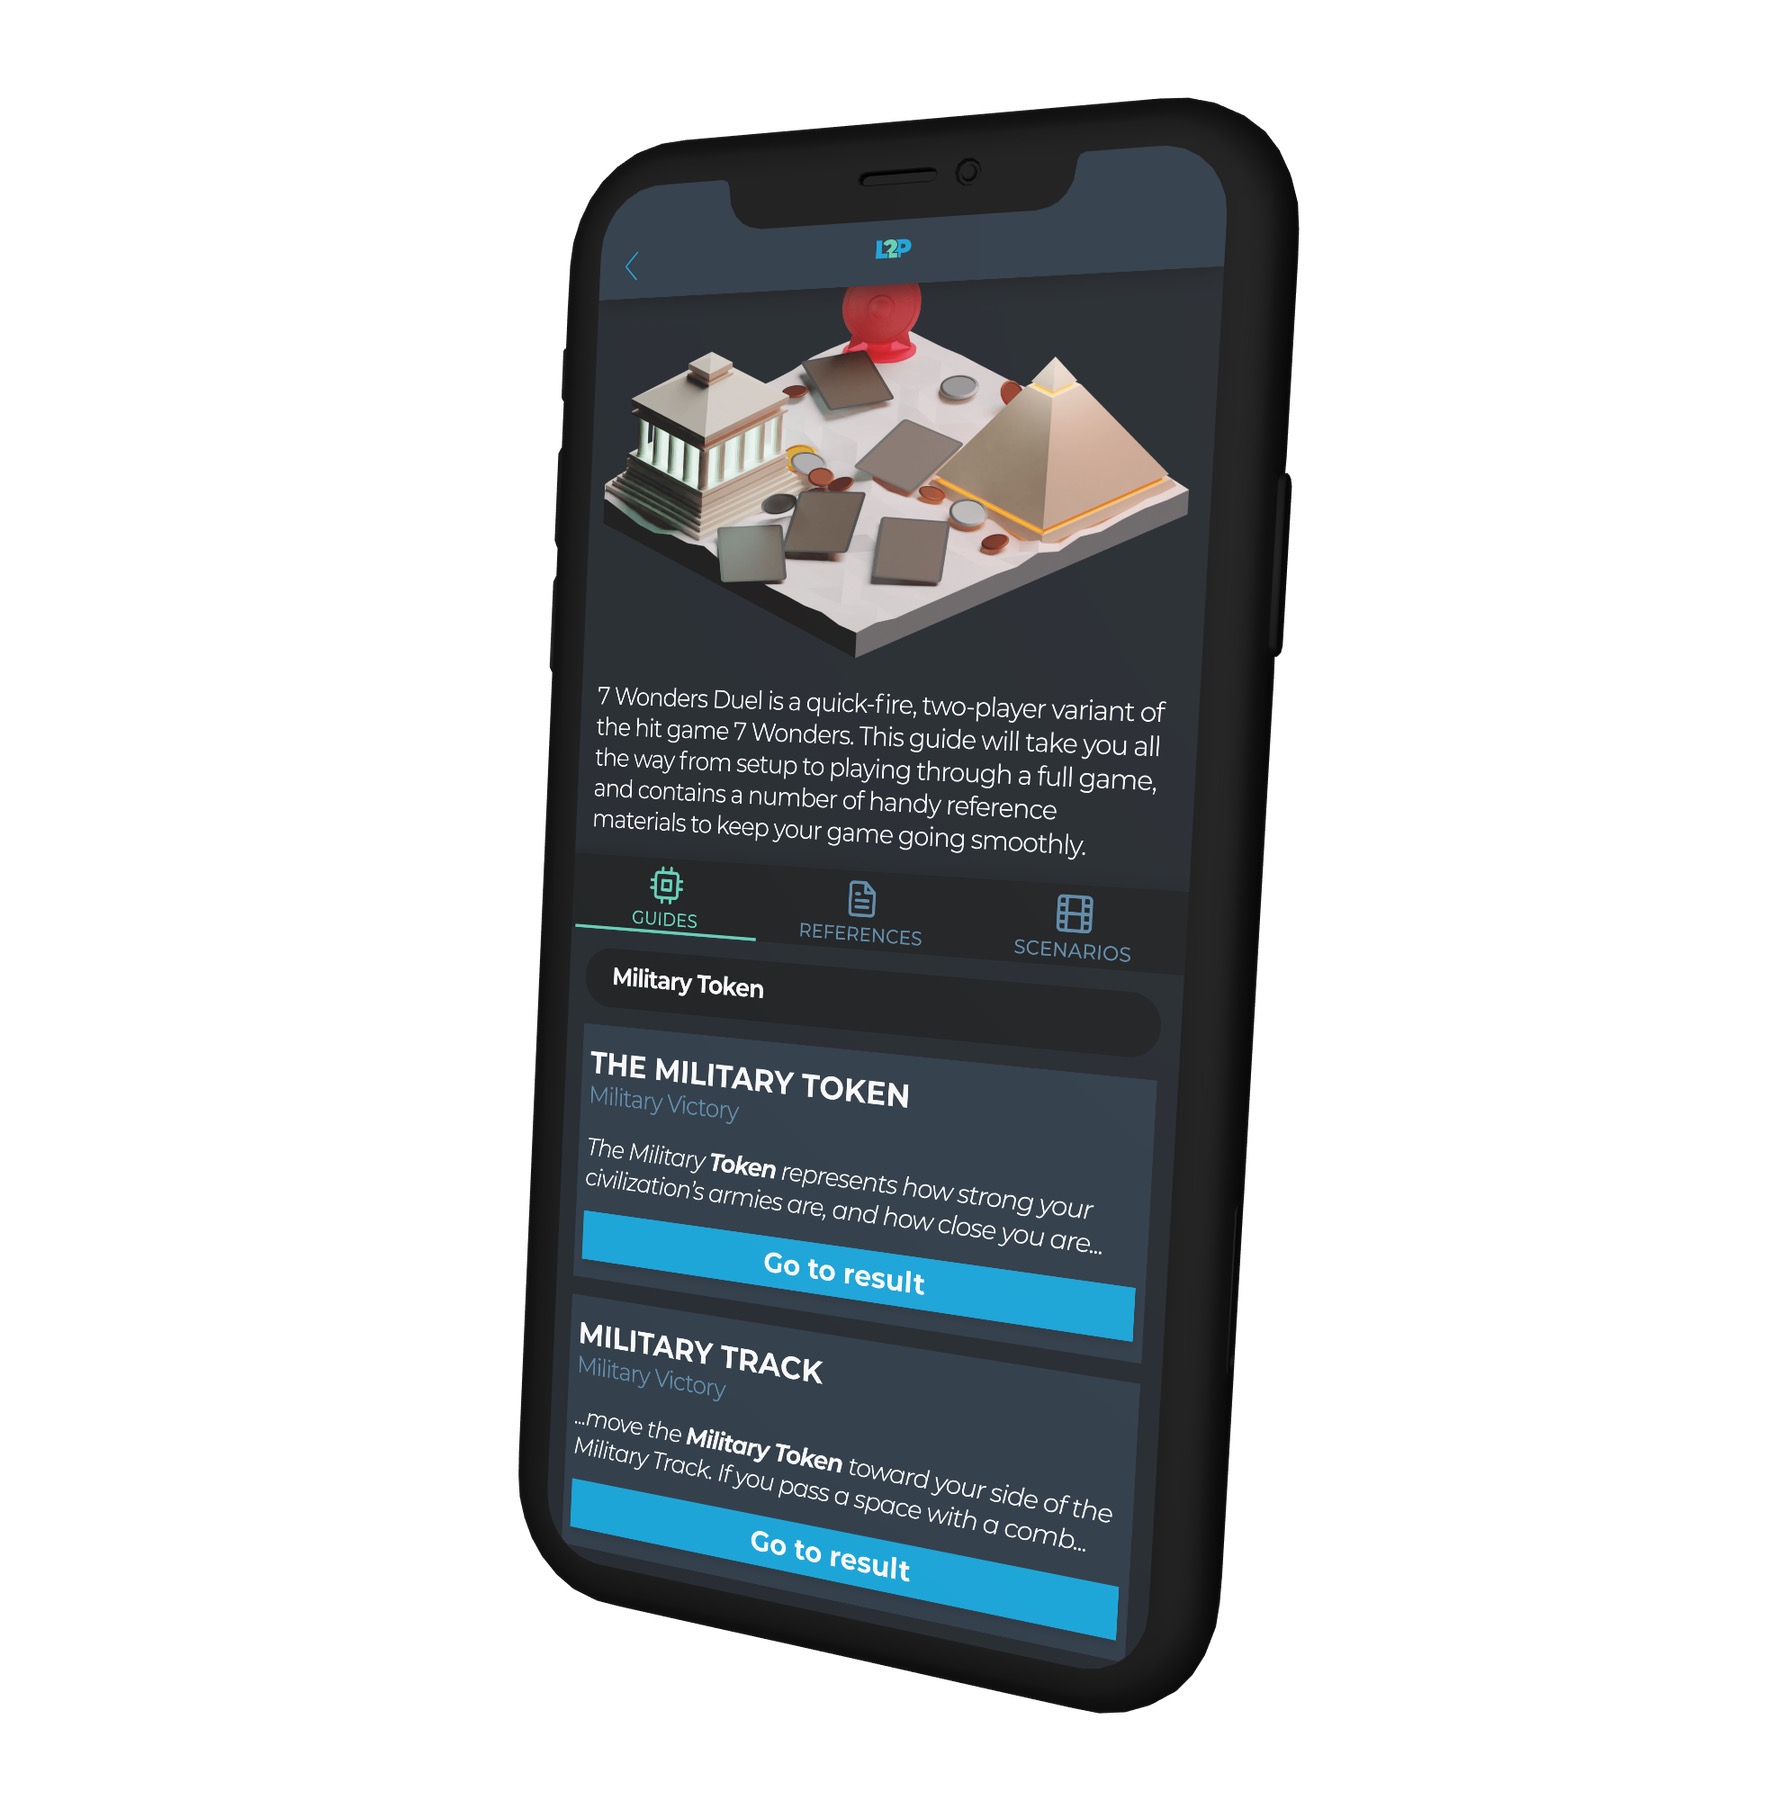 L2P
7 Wonders Duel is a quick-fire, two-player variant of
the hit game 7 Wonders. This guide will take you all
the way from setup to playing through a full game,
and contains a number of handy reference
materials to keep your game going smoothly.
GUIDES
REFERENCES
SCENARIOS
Military Token
THE MILITARY TOKEN
Military Victory
The Military Token represents how strong your
civilization's armies are, and how close you are...
Go to result
MILITARY TRACK
Military Victory
...move the Military Token toward your side of the
Military Track. If you pass a space with a comb...
Go to result